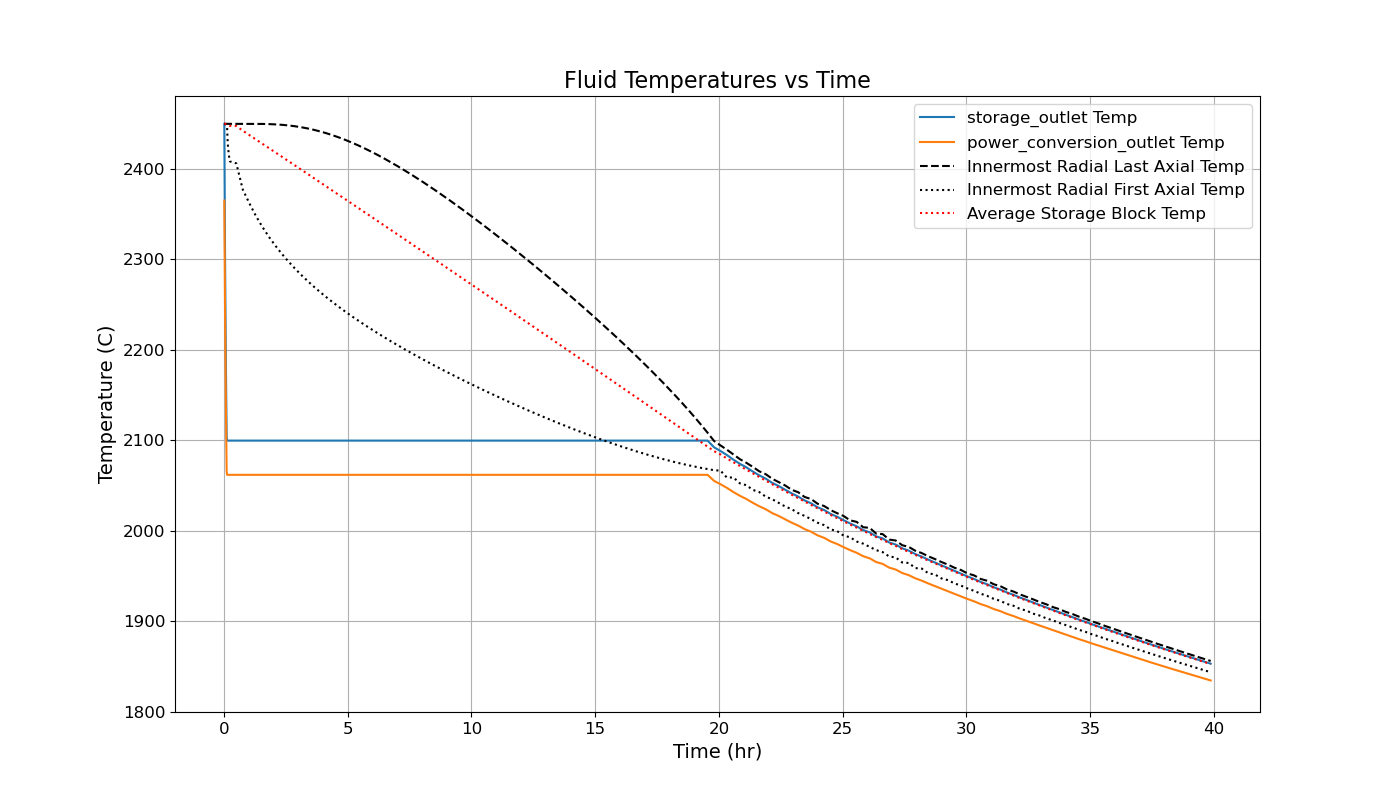 Fluid Temperatures vs Time
storage_outlet Temp
power_conversion_outlet Temp
Innermost Radial Last Axial Temp
Innermost Radial First Axial Temp
Average Storage Block Temp
Temperature (C)
2400
2300
2200
2100
2000
1900
1800
0 5 10 15 20 25 30 35 40
Time (hr)